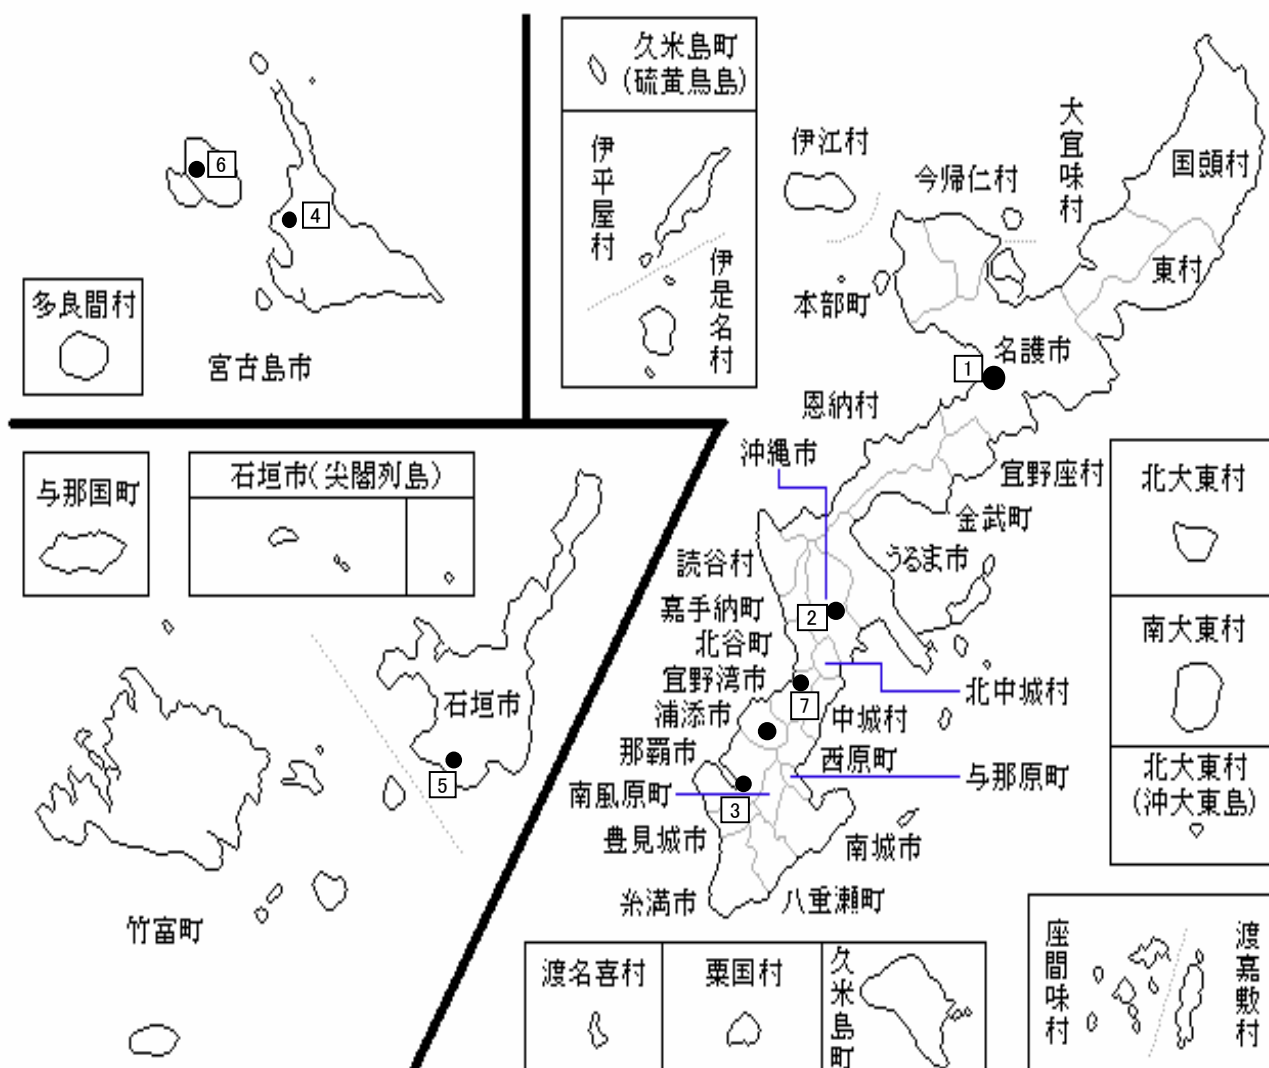 久米島町
(硫黄鳥島)
伊平屋村
伊是名村
伊江村
今帰仁村
大宜味村
国頭村
東村
本部町
名護市
1
6
4
多良間村
宮古島市
恩納村
沖縄市
宜野座村
金武町
うるま市
北大東村
南大東村
北大東村
(沖大東島)
与那国町
石垣市(尖閣列島)
石垣市
5
竹富町
読谷村
嘉手納町
2
北谷町
宜野湾市
7
北中城村
浦添市
中城村
那覇市
西原町
南風原町
与那原町
3
豊見城市
南城市
糸満市
八重瀬町
渡名喜村
粟国村
久米島町
座間味村
渡嘉敷村